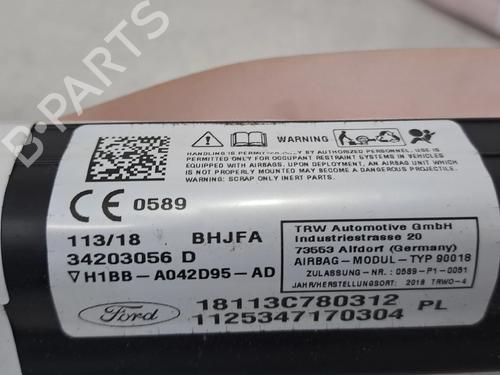 B-PARTS
WARNING
PERMITTED ONLY BY AUTHORIZED PERSONNEL. USE IS
PERMITTED ONLY FOR OCCUPANT RESTRAINT SYSTEMS IN VEHICLES
EQUIPPED WITH AIRBAGS. UPON DEPLOYMENT, AN AIRBAG UNIT WHICH
IS NOT PROPERLY MOUNTED MAY BECOME A DANGEROUS PROJECTILE.
WARNING: SCRAP ONLY INERT PARTS!
CE 0589
113/18 BHJFA
34203056 D
H1BB-A042D95-AD
TRW Automotive GmbH
Industriestrasse 20
73553 Alfdorf (Germany)
AIRBAG-MODUL-TYP 90018
ZULASSUNG-NR.: 0589-P1-0051
JAHR/HERSTELLUNGSORT: 2018 TRWO-4
Ford
18113C780312 PL
1125347170304